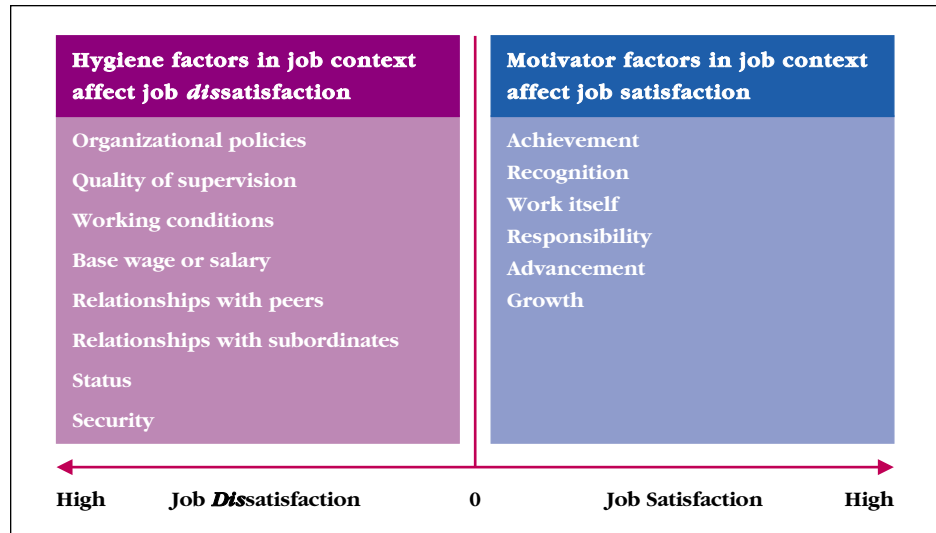 Hygiene factors in job context
affect job dissatisfaction
Organizational policies
Quality of supervision
Working conditions
Base wage or salary
Relationships with peers
Relationships with subordinates
Status
Security
Motivator factors in job context
affect job satisfaction
Achievement
Recognition
Work itself
Responsibility
Advancement
Growth
High Job Dissatisfaction 0 Job Satisfaction High